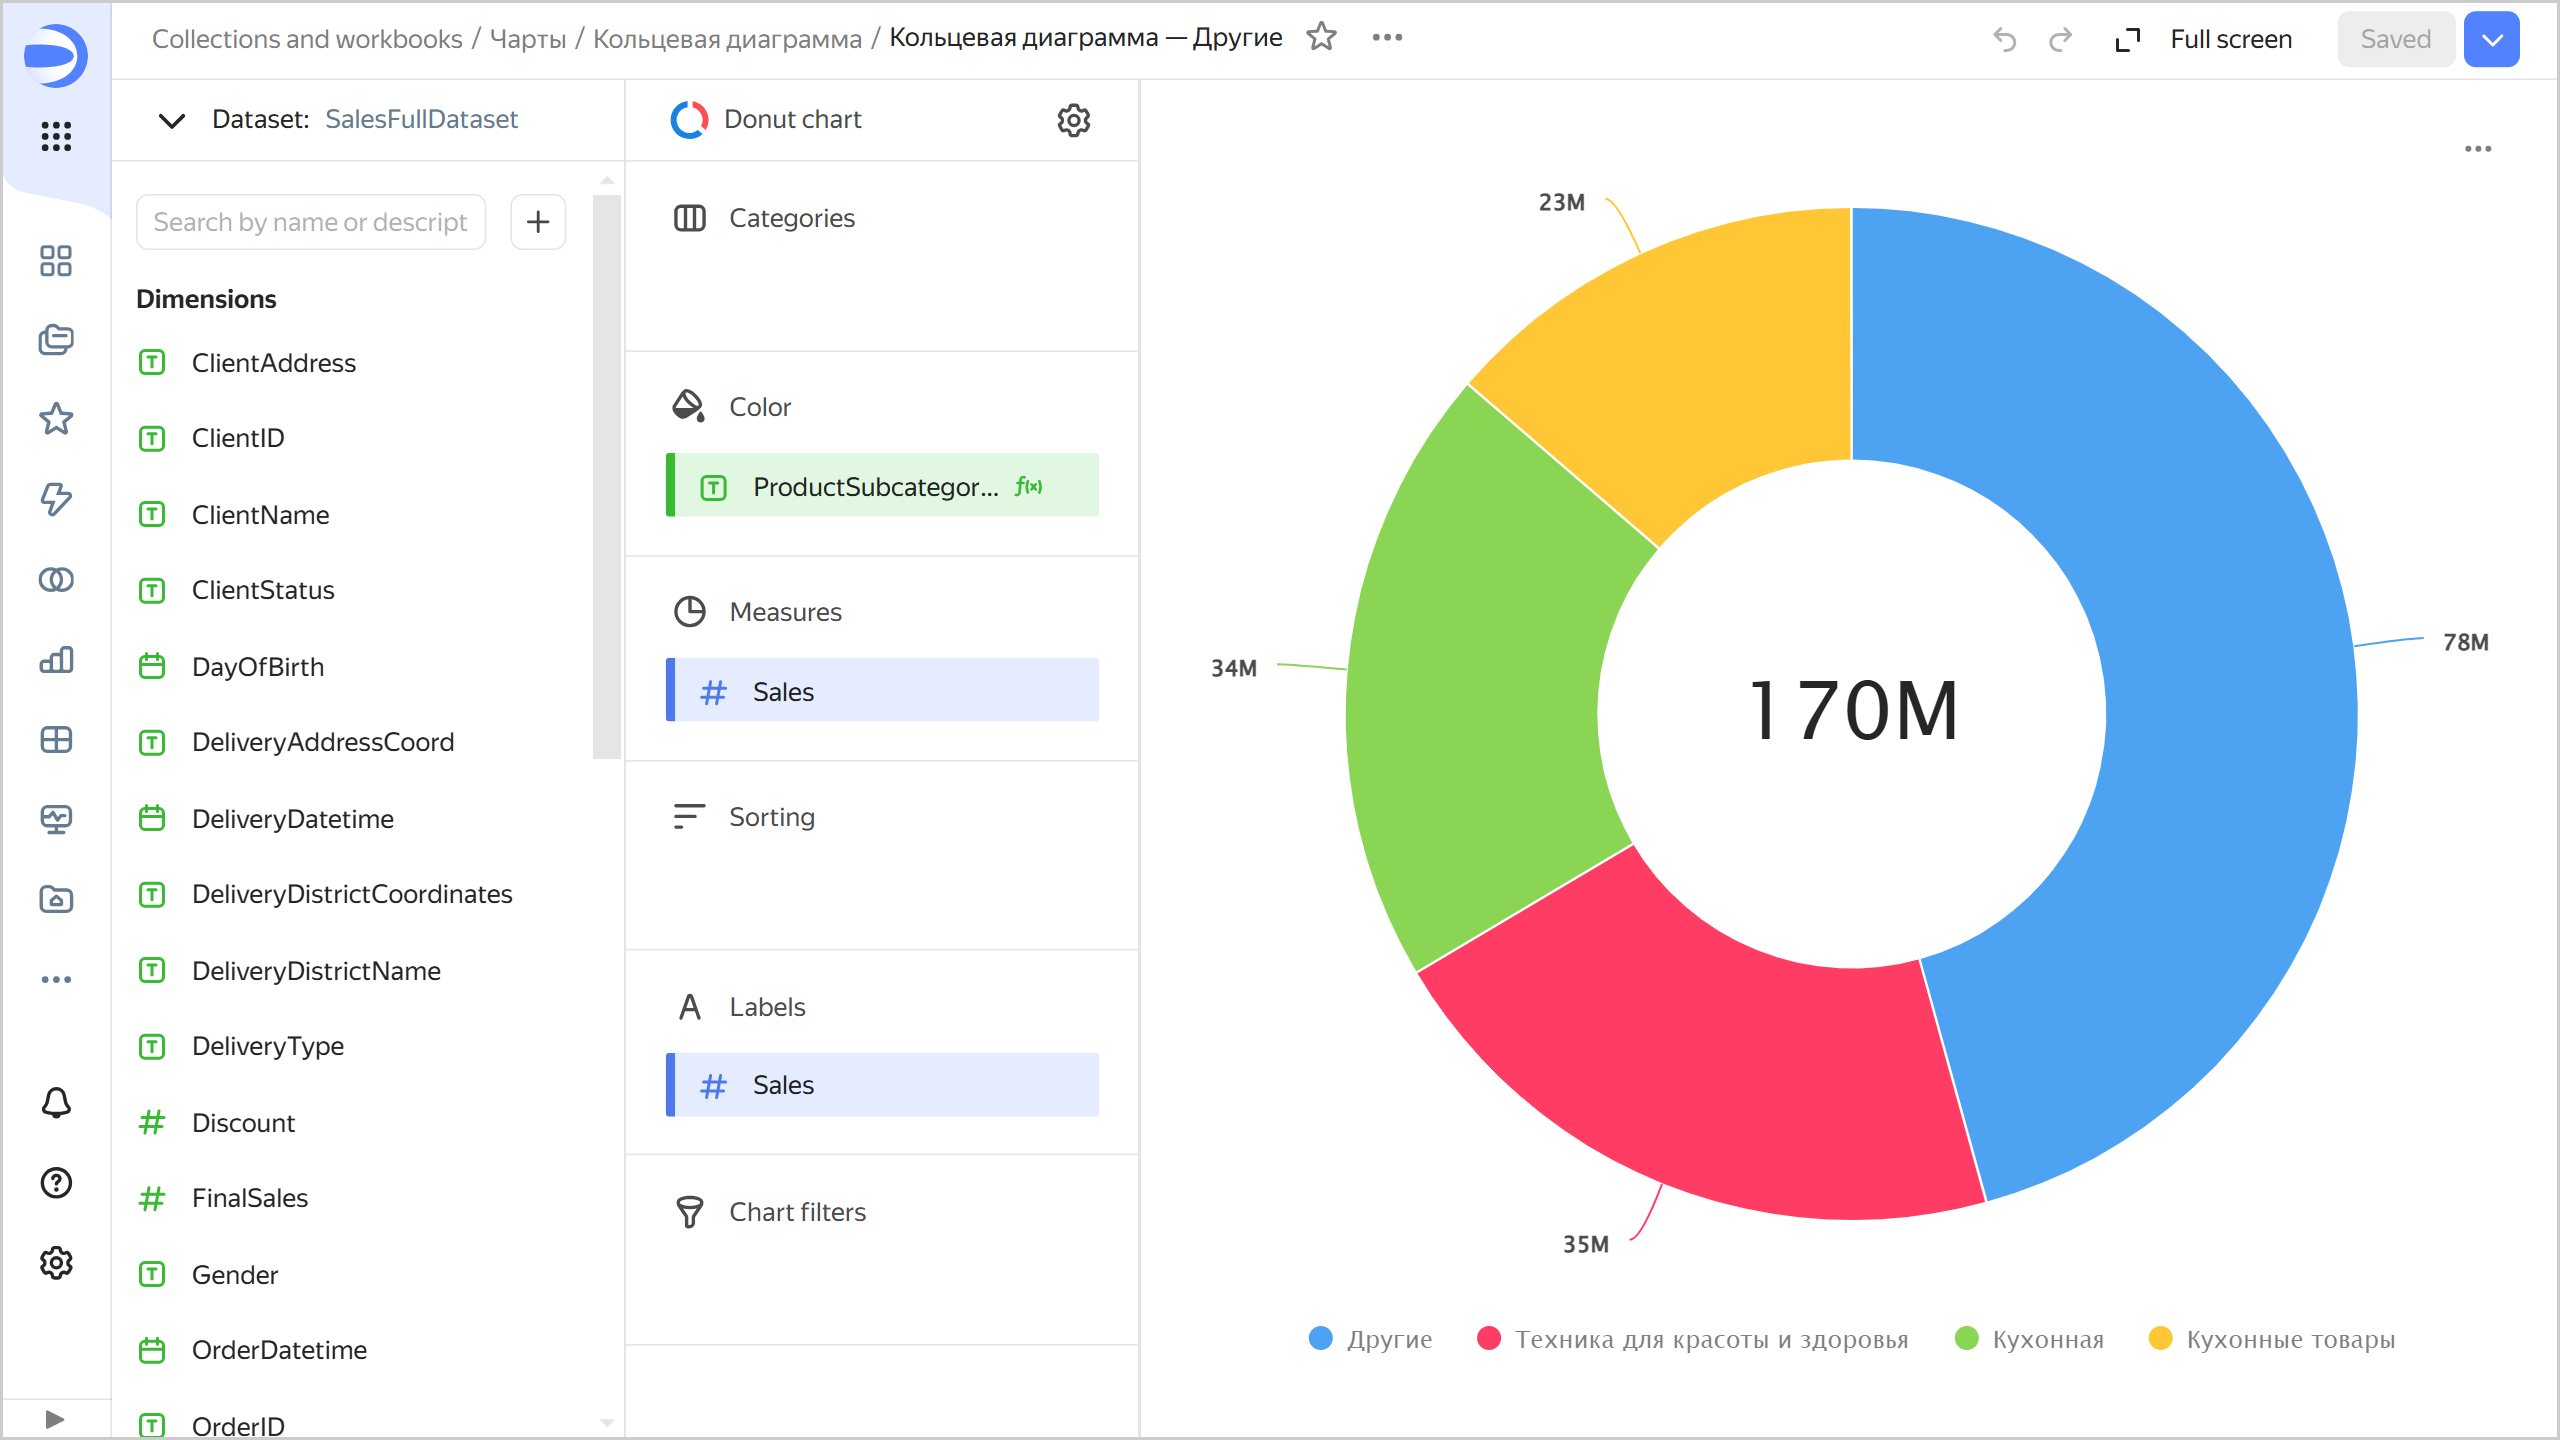 Collections and workbooks / Чарты / Кольцевая диаграмма / Кольцевая диаграмма — Другие
Full screen
Saved
Dataset: SalesFullDataset
Search by name or descript
Dimensions
ClientAddress
ClientID
ClientName
ClientStatus
DayOfBirth
DeliveryAddressCoord
DeliveryDatetime
DeliveryDistrictCoordinates
DeliveryDistrictName
DeliveryType
Discount
FinalSales
Gender
OrderDatetime
OrderID
Donut chart
Categories
Color
ProductSubcategor... f(x)
Measures
Sales
Sorting
Labels
Sales
Chart filters
23M
78M
34M
170M
35M
Другие Техника для красоты и здоровья Кухонная Кухонные товары